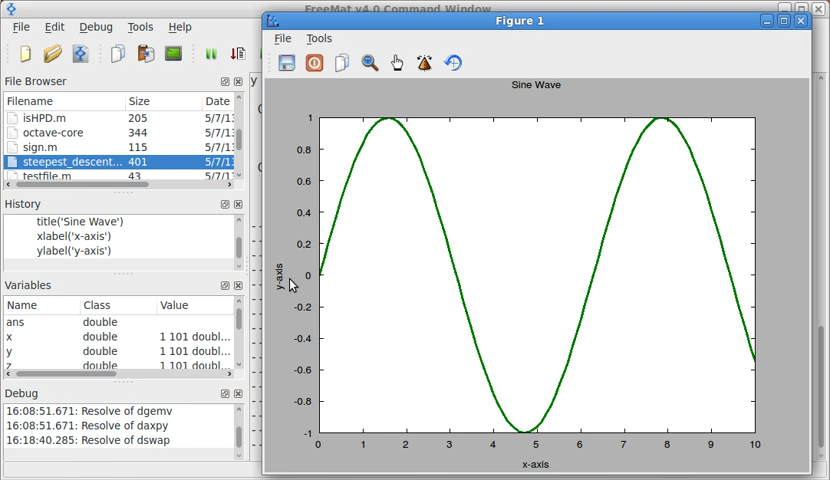 FreeMat v4.0 Command Window
File Edit Debug Tools Help
File Browser
Filename Size Date
isHPD.m 205 5/7/13
octave-core 344 5/7/13
sign.m 115 5/7/13
steepest_descent... 401 5/7/13
testfile.m 43 5/7/13
History
title('Sine Wave')
xlabel('x-axis')
ylabel('y-axis')
Variables
Name Class Value
ans double
x double 1 101 doubl...
y double 1 101 doubl...
z double 1 101 doubl...
Debug
16:08:51.671: Resolve of dgemv
16:08:51.671: Resolve of daxpy
16:18:40.285: Resolve of dswap
y
Figure 1
File Tools
Sine Wave
1
0.8
0.6
0.4
0.2
0
-0.2
-0.4
-0.6
-0.8
-1
y-axis
0 1 2 3 4 5 6 7 8 9 10
x-axis